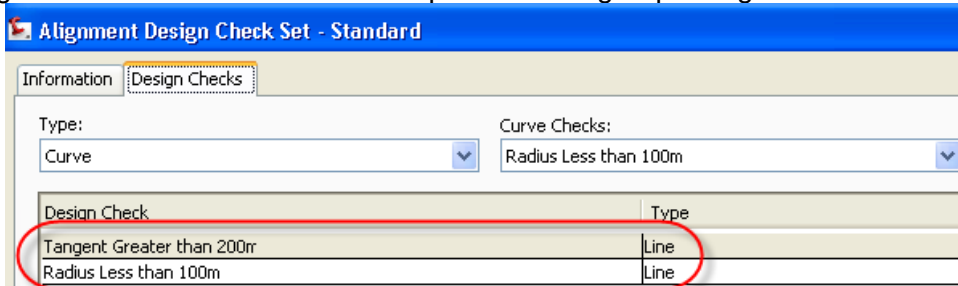 Alignment Design Check Set - Standard
Information Design Checks
Type: Curve Checks:
Curve Radius Less than 100m
Design Check Type
Tangent Greater than 200m Line
Radius Less than 100m Line